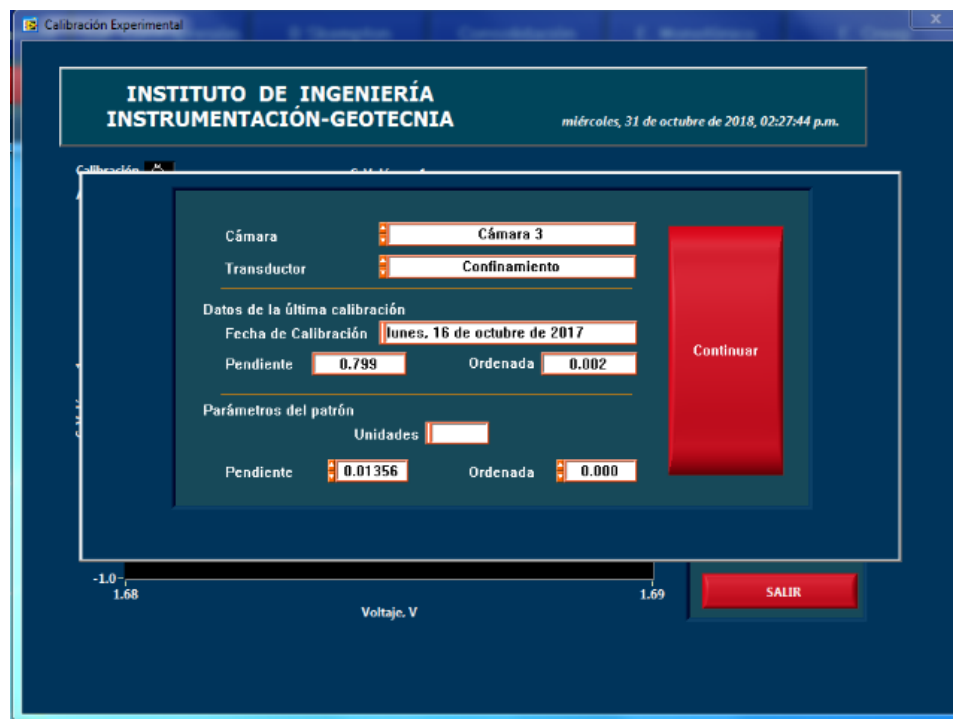 Calibración Experimental
INSTITUTO DE INGENIERÍA
INSTRUMENTACIÓN-GEOTECNIA
miércoles, 31 de octubre de 2018, 02:27:44 p.m.
Calibración
Cámara Cámara 3
Transductor Confinamiento
Datos de la última calibración
Fecha de Calibración lunes, 16 de octubre de 2017
Pendiente 0.799 Ordenada 0.002
Continuar
Parámetros del patrón
Unidades
Pendiente 0.01356 Ordenada 0.000
-1.0
1.68 1.69
Voltaje, V
SALIR